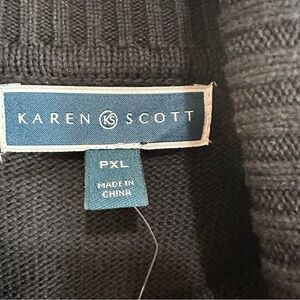 KAREN KS SCOTT
PXL
MADE IN
CHINA